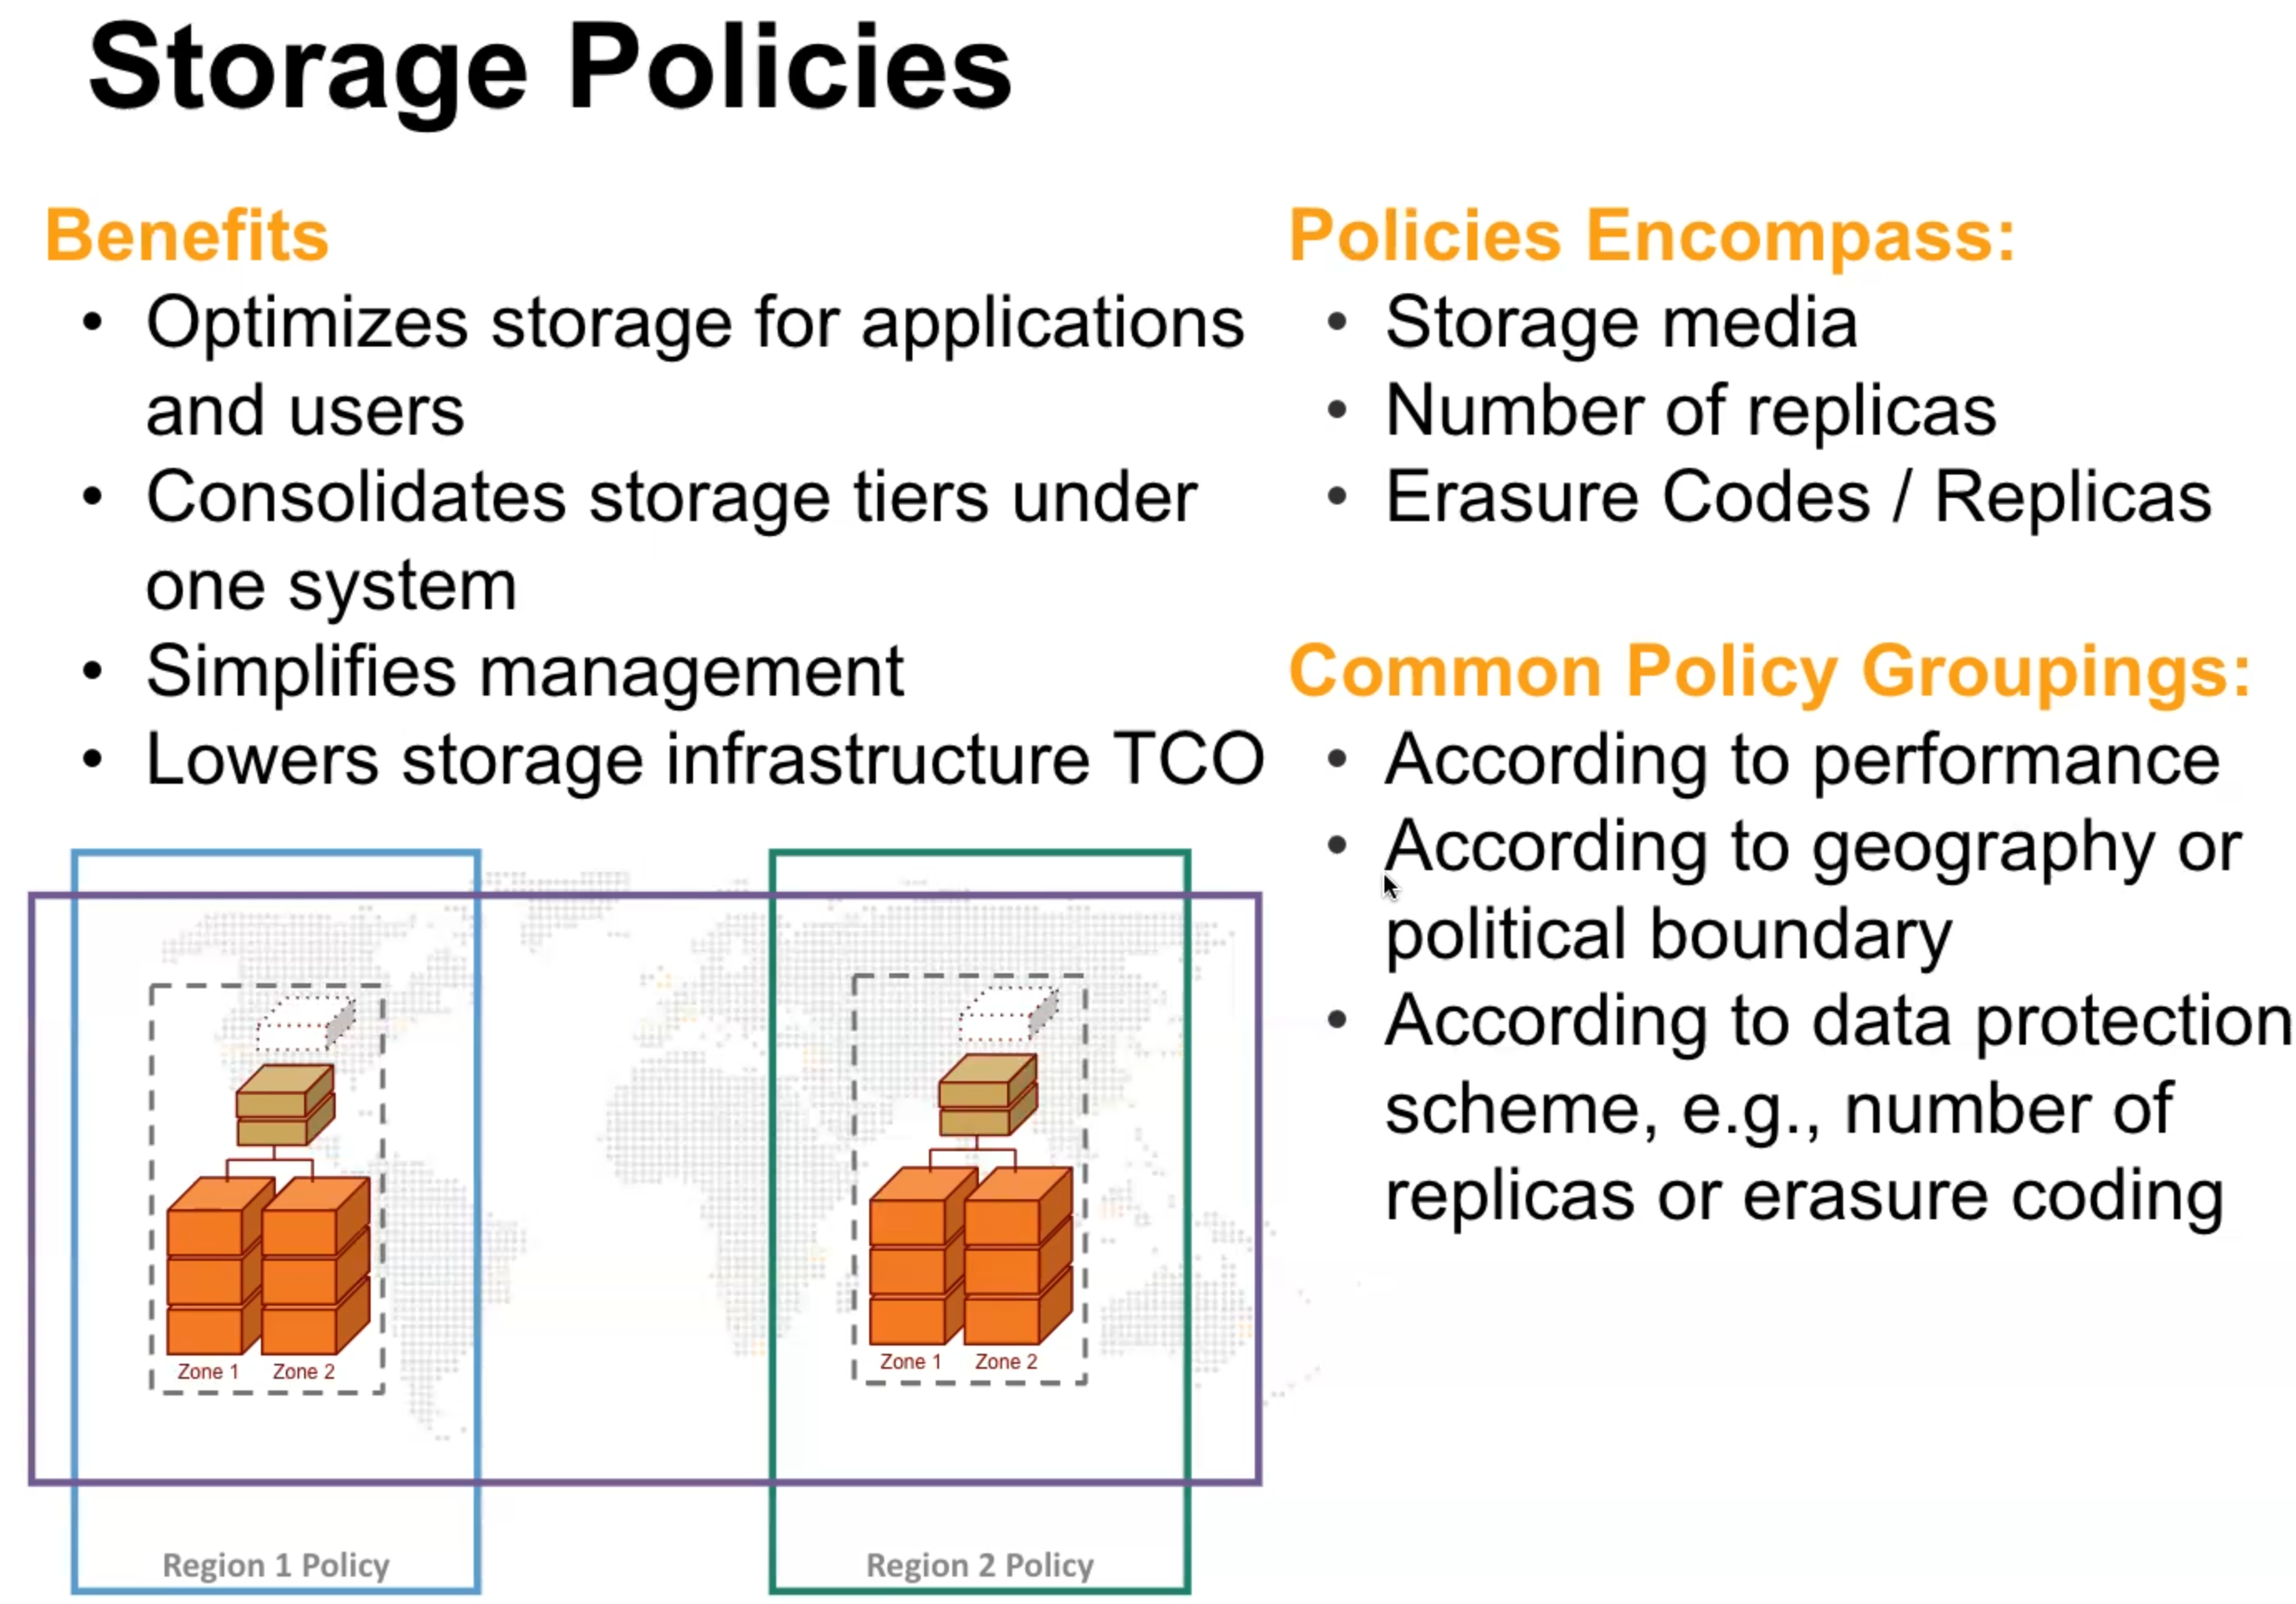 Storage Policies
Benefits
• Optimizes storage for applications
and users
• Consolidates storage tiers under
one system
• Simplifies management
• Lowers storage infrastructure TCO
Policies Encompass:
• Storage media
• Number of replicas
• Erasure Codes / Replicas
Common Policy Groupings:
• According to performance
• According to geography or
political boundary
• According to data protection
scheme, e.g., number of
replicas or erasure coding
Zone 1 Zone 2
Zone 1 Zone 2
Region 1 Policy
Region 2 Policy